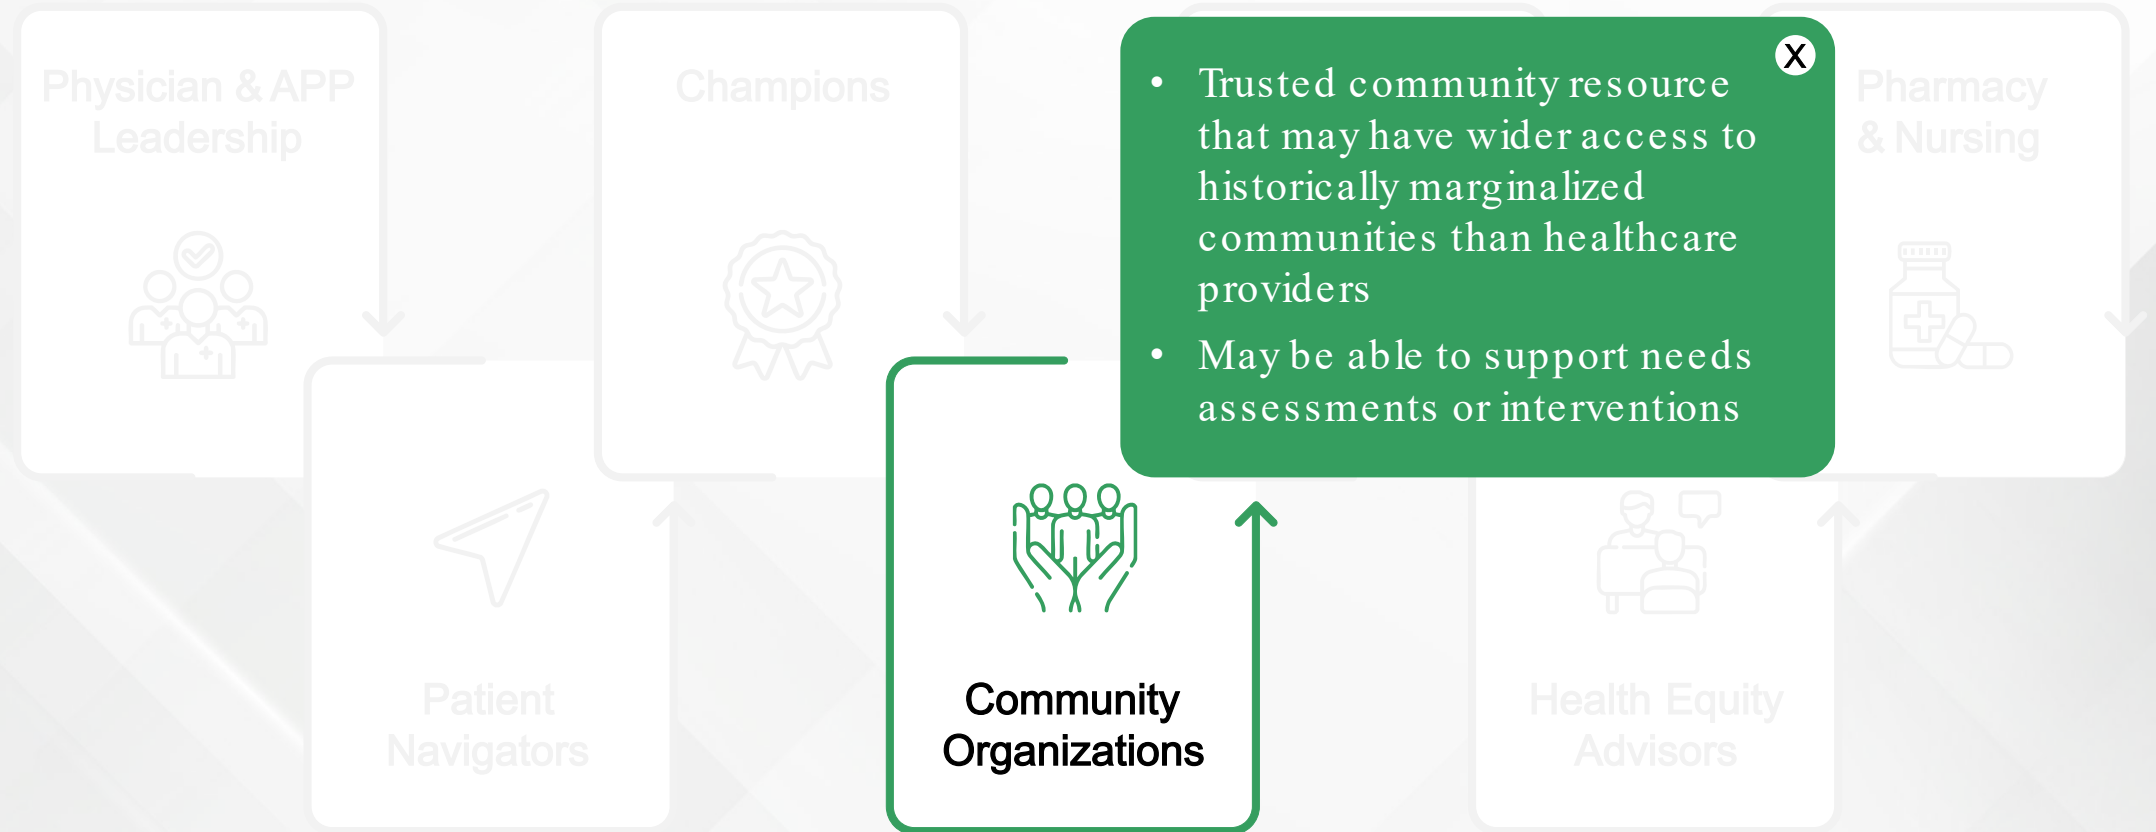 Physician & APP
Leadership
Champions
X
• Trusted community resource
that may have wider access to
historically marginalized
communities than healthcare
providers
• May be able to support needs
assessments or interventions
Pharmacy
& Nursing
Patient
Navigators
Community
Organizations
Health Equity
Advisors